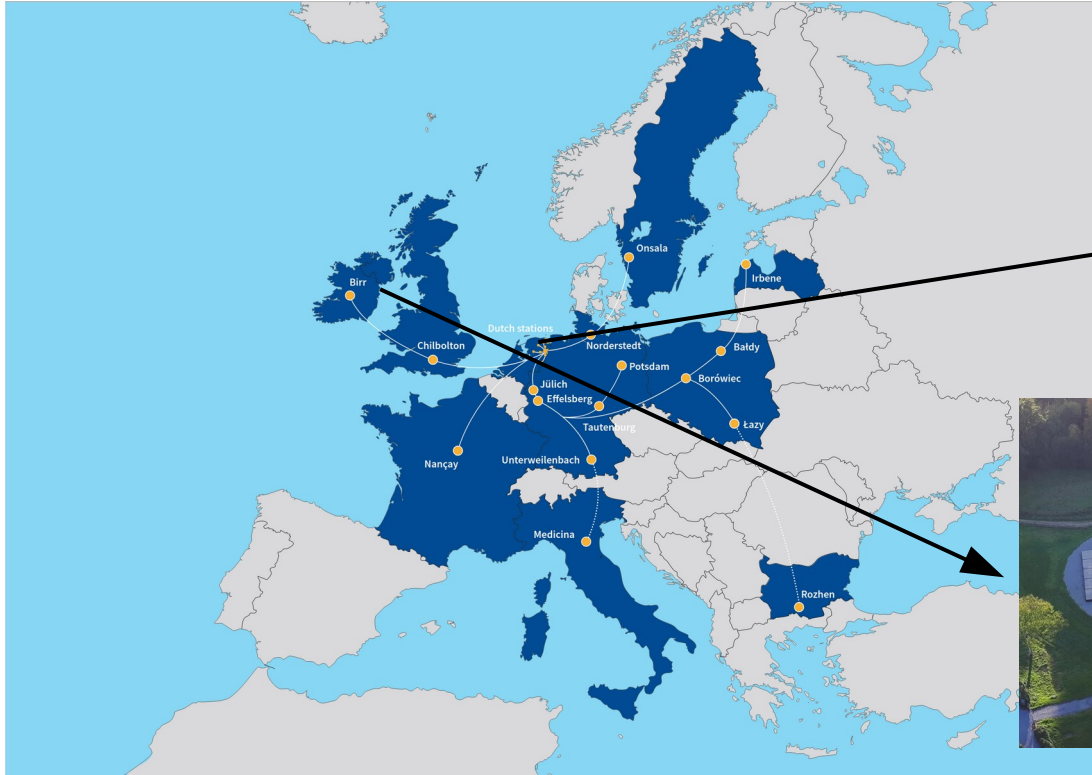 Onsala
Irbene
Birr
Dutch stations
Norderstedt
Chilbolton
Bałdy
Potsdam
Borówiec
Jülich
Effelsberg
Łazy
Tautenburg
Nançay
Unterweilenbach
Medicina
Rozhen